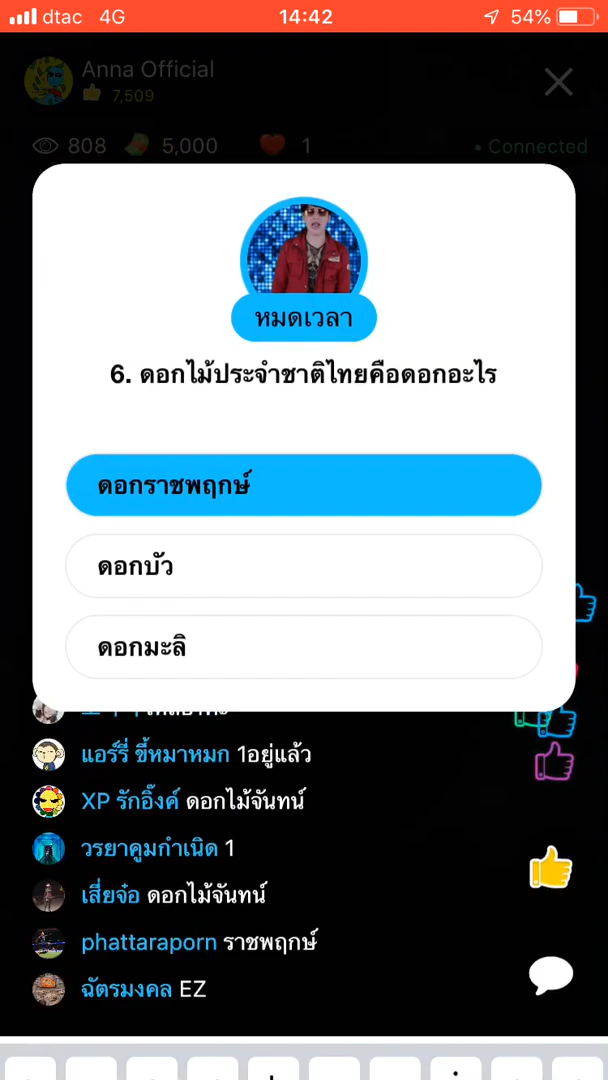 dtac 4G 14:42 54%
Anna Official
7,509
808 5,000 1 • Connected
หมดเวลา
6. ดอกไม้ประจำชาติไทยคือดอกอะไร
ดอกราชพฤกษ์
ดอกบัว
ดอกมะลิ
แอร์รี่ ขี้หมาหมก 1อยู่แล้ว
XP รักอิ๊งค์ ดอกไม้จันทน์
วรยาคูมกำเนิด 1
เสี่ยจ๋อ ดอกไม้จันทน์
phattaraporn ราชพฤกษ์
ฉัตรมงคล EZ